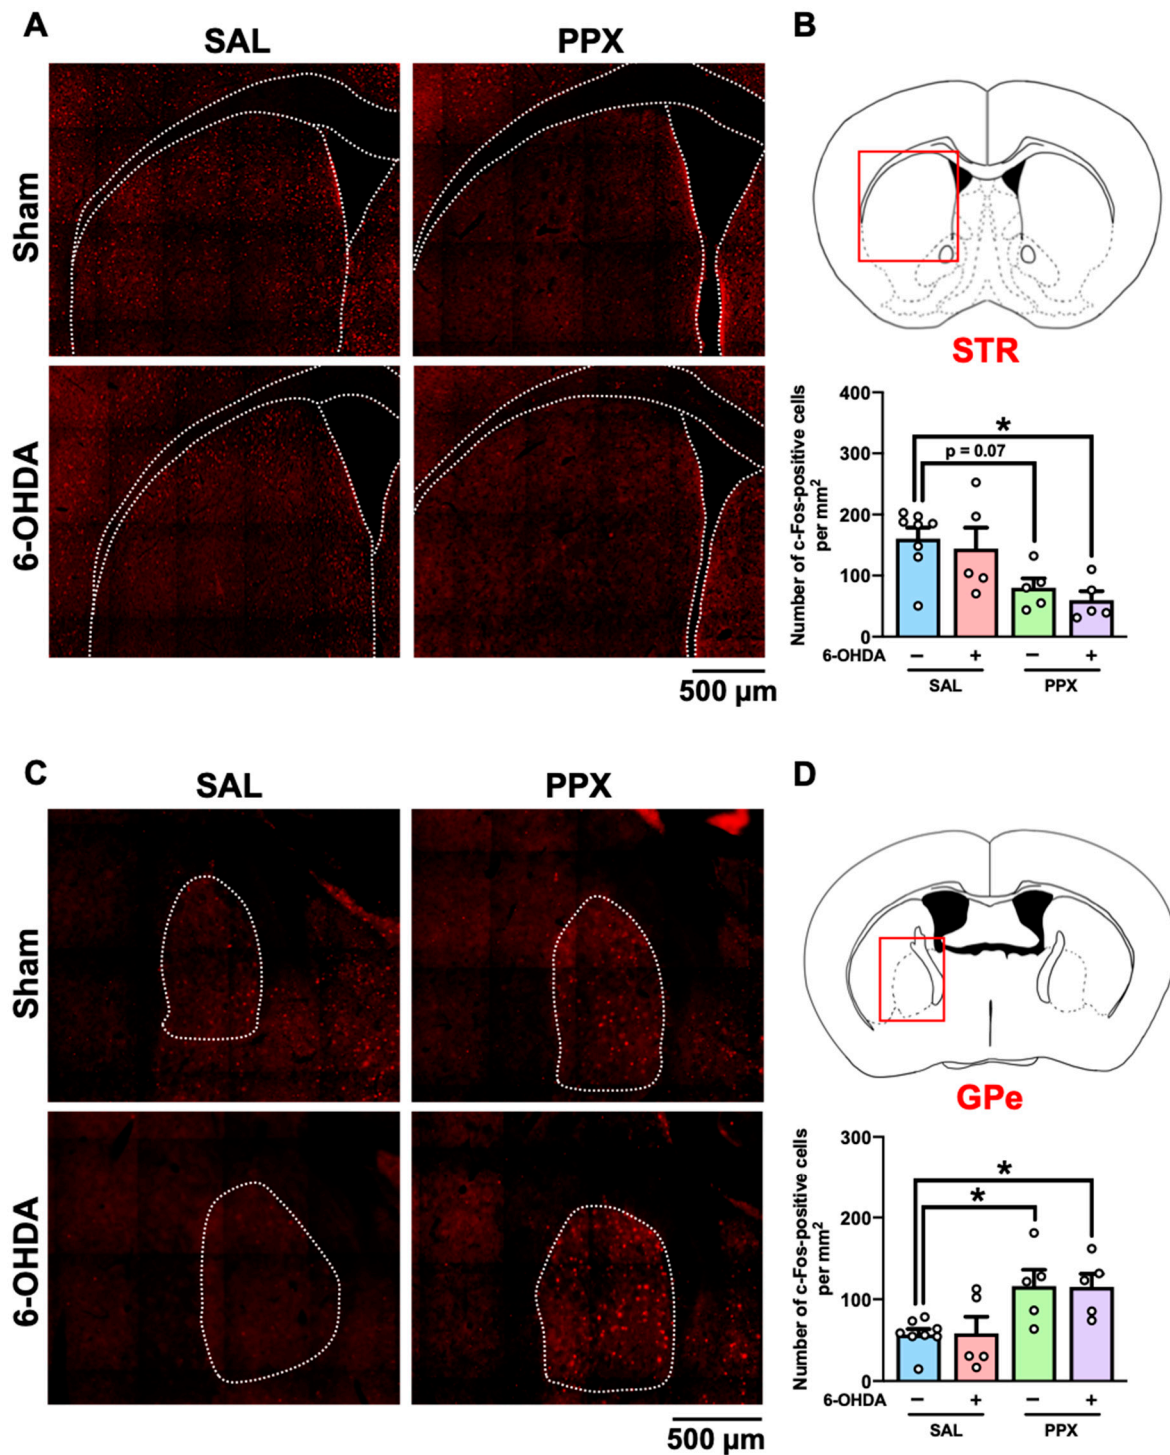 A
SAL
PPX
B
Sham
6-OHDA
500 µm
STR
Number of c-Fos-positive cells
per mm²
400
300
200
100
0
*
p = 0.07
6-OHDA
− + − +
SAL PPX
C
SAL
PPX
D
Sham
6-OHDA
500 µm
GPe
Number of c-Fos-positive cells
per mm²
300
200
100
0
*
*
6-OHDA
− + − +
SAL PPX